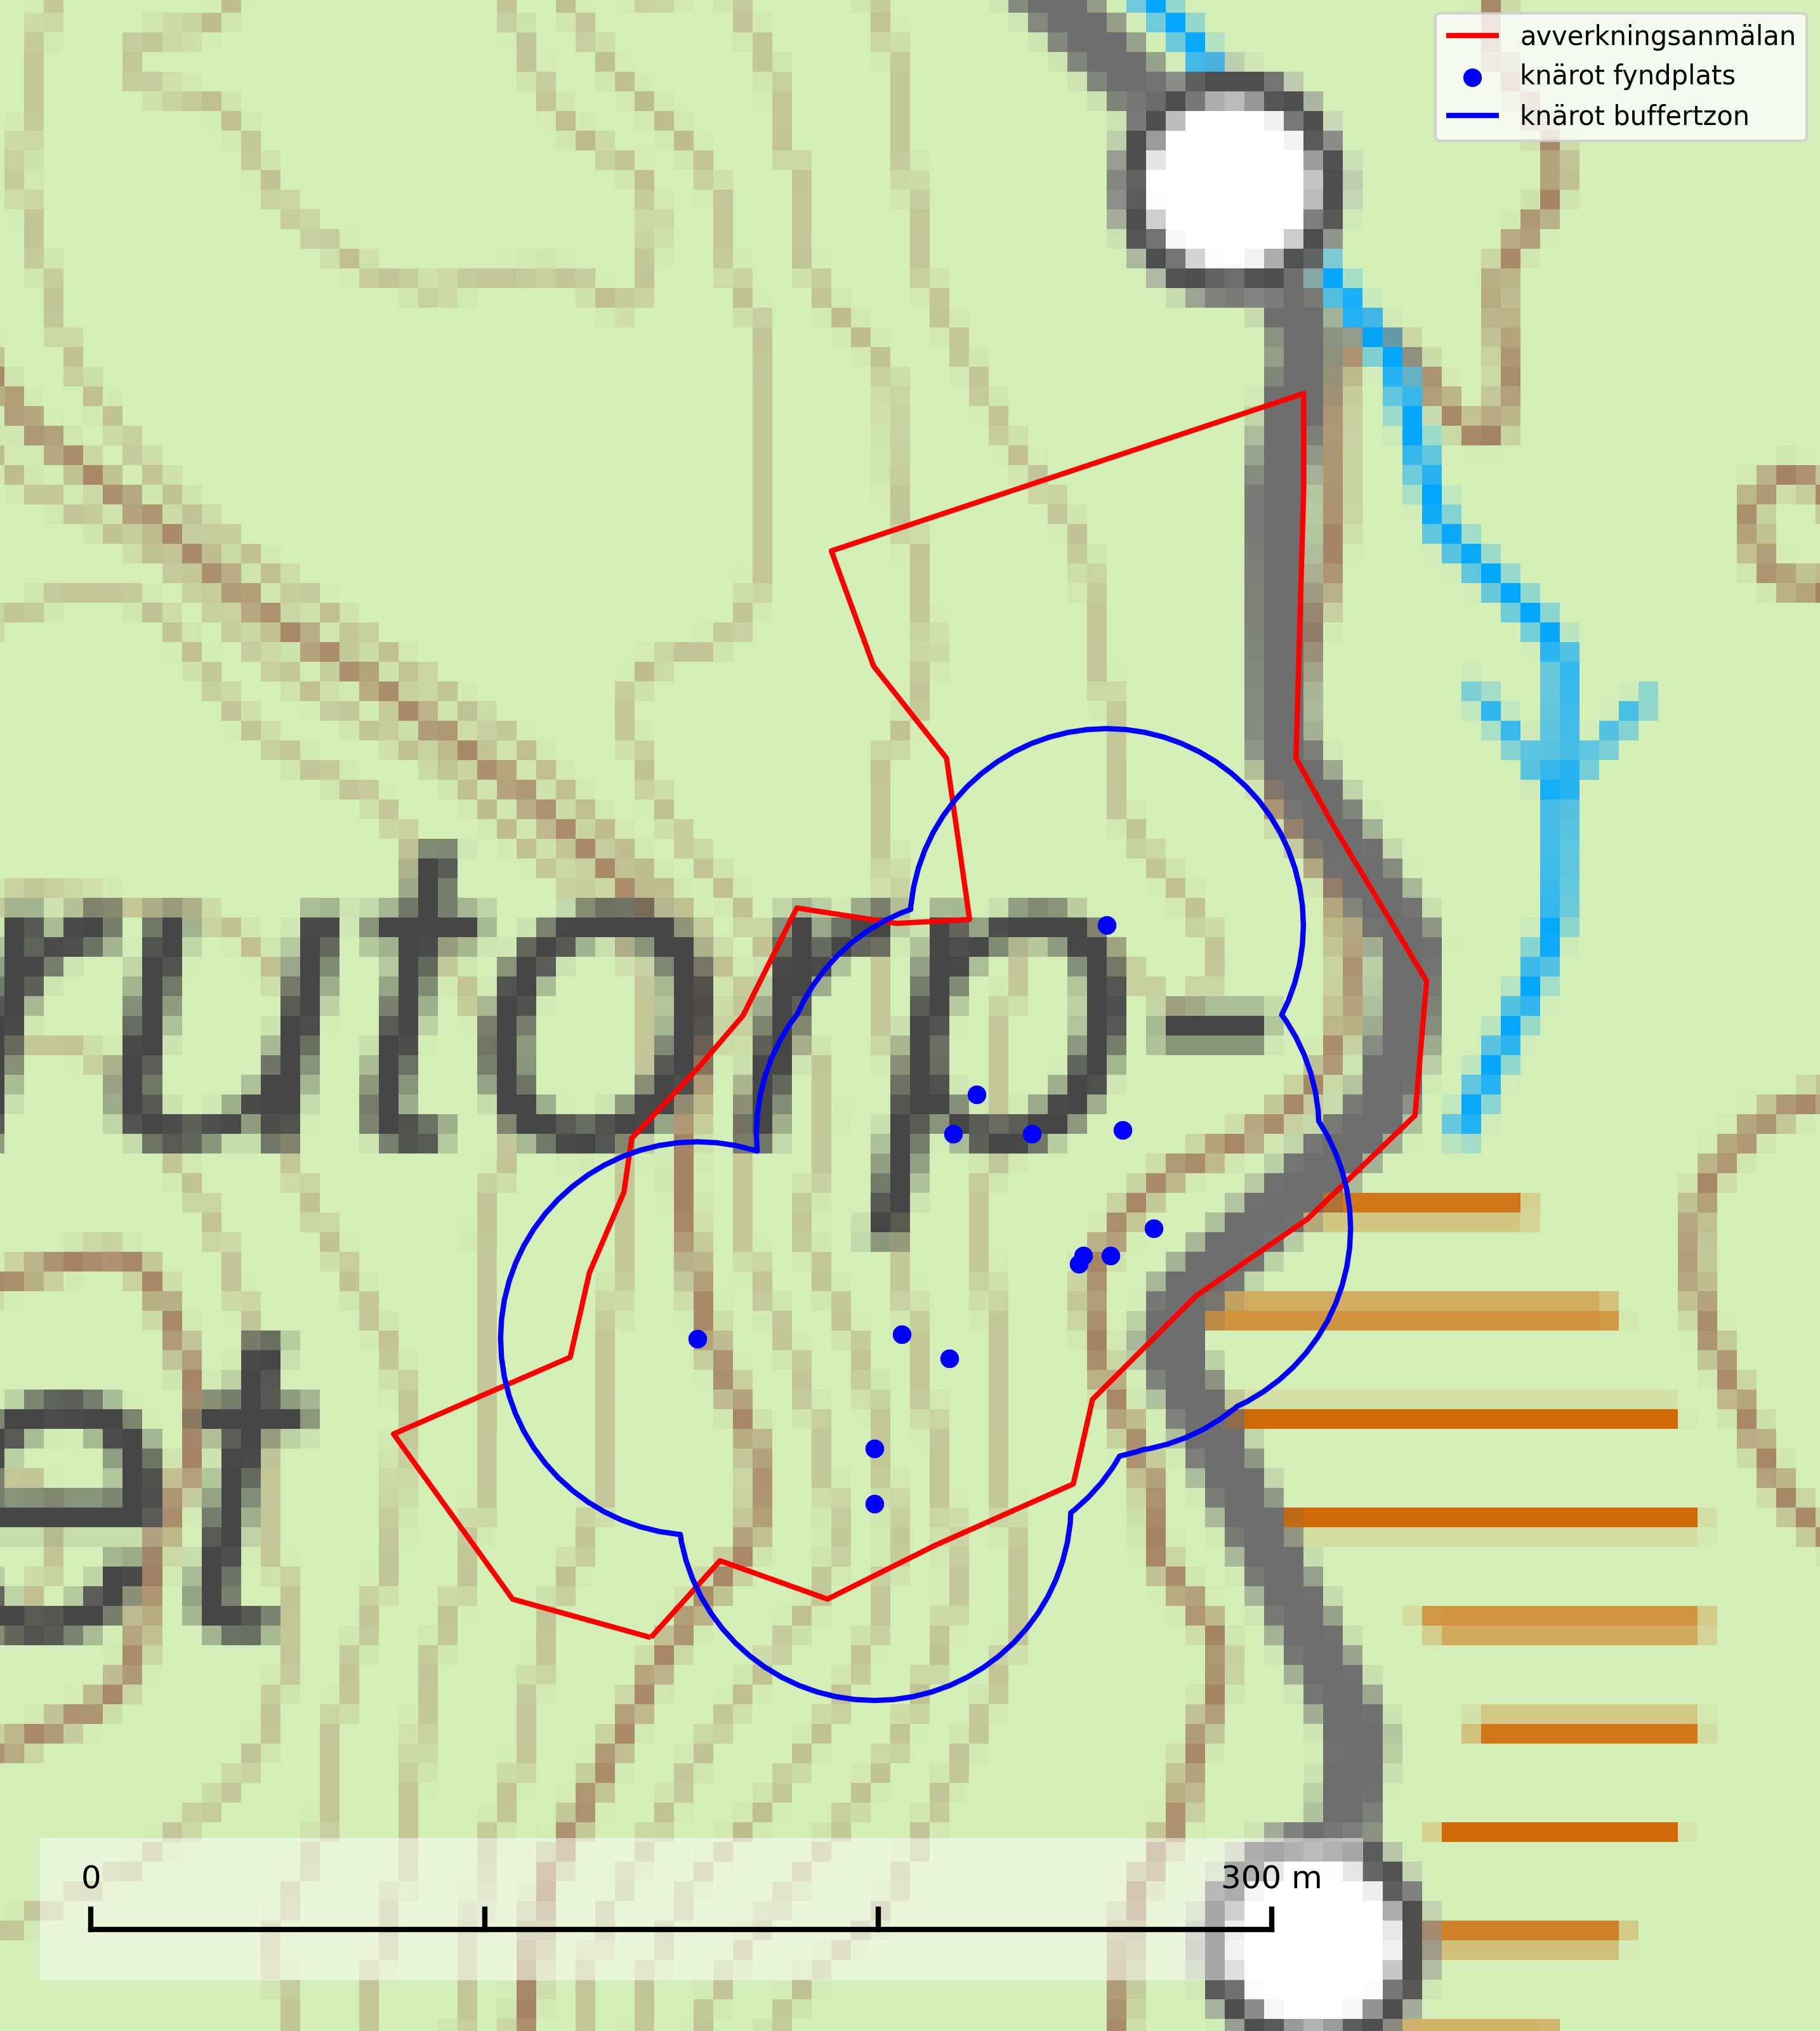 avverkningsanmälan
knärot fyndplats
knärot buffertzon
rutorp-
et
0 300 m